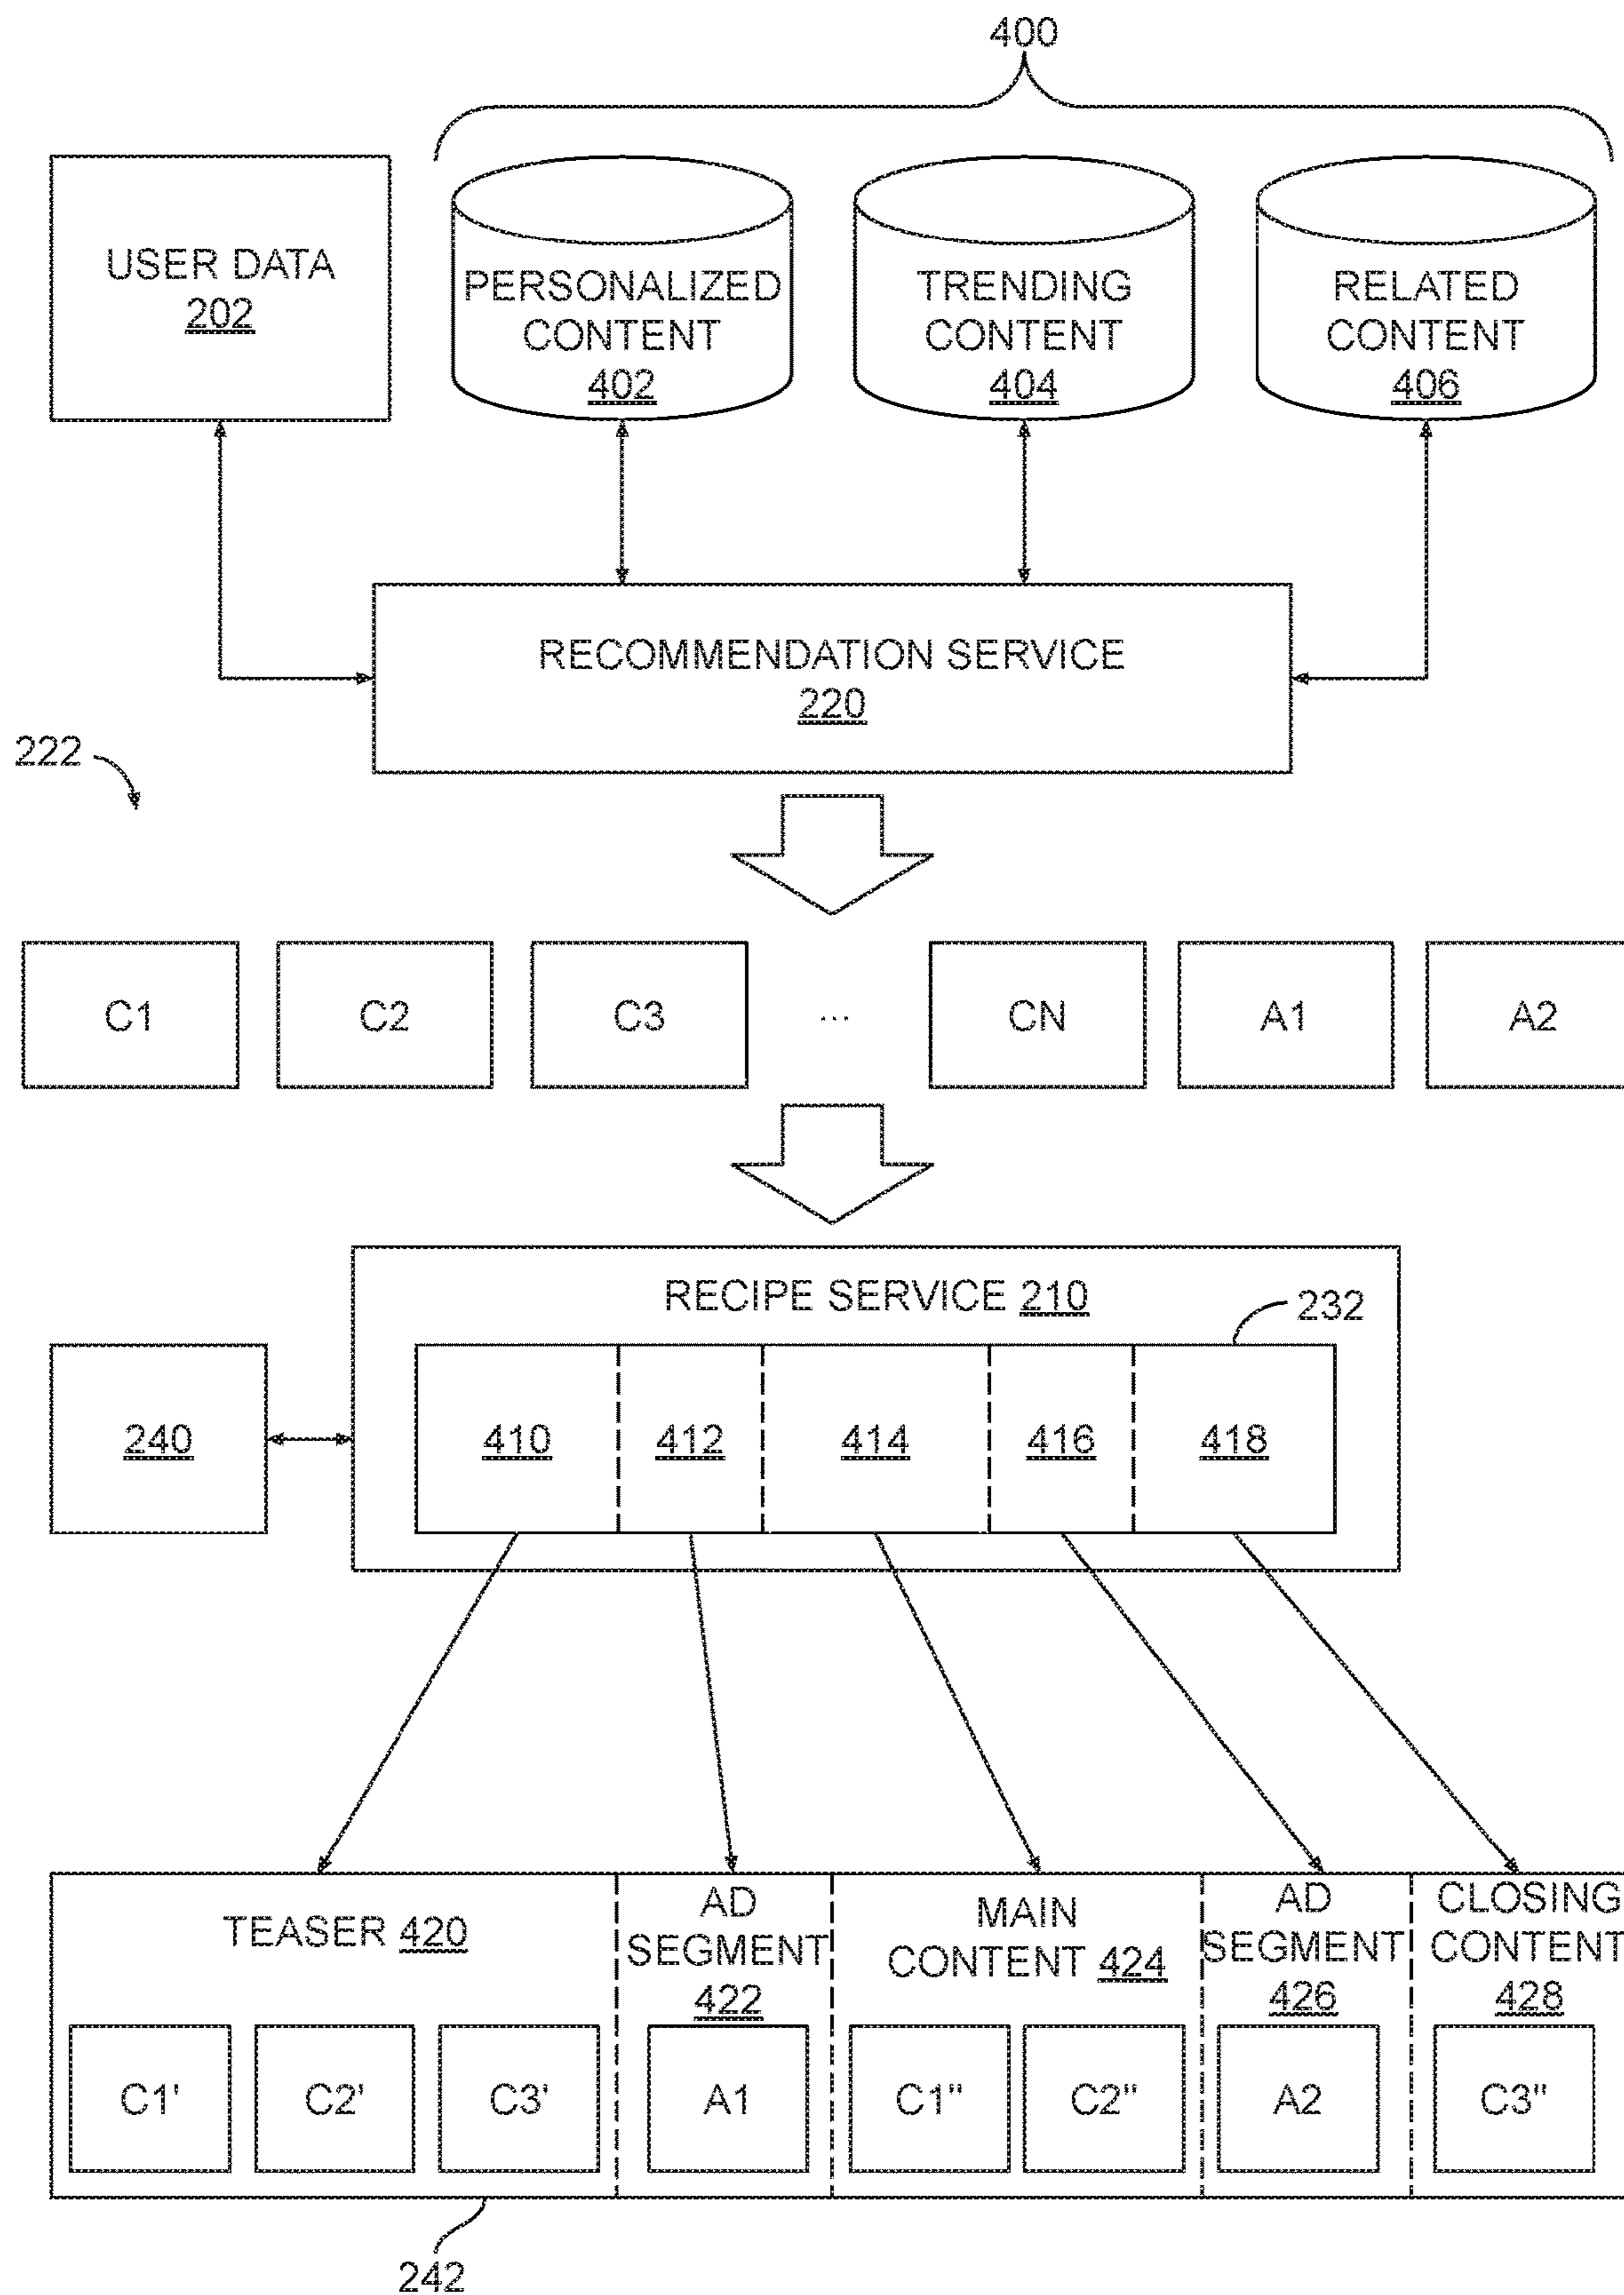 400
USER DATA
202
PERSONALIZED
CONTENT
402
TRENDING
CONTENT
404
RELATED
CONTENT
406
RECOMMENDATION SERVICE
220
222
C1
C2
C3
...
CN
A1
A2
RECIPE SERVICE 210
232
240
410
412
414
416
418
TEASER 420
C1'
C2'
C3'
AD
SEGMENT
422
A1
MAIN
CONTENT 424
C1"
C2"
AD
SEGMENT
426
A2
CLOSING
CONTENT
428
C3"
242